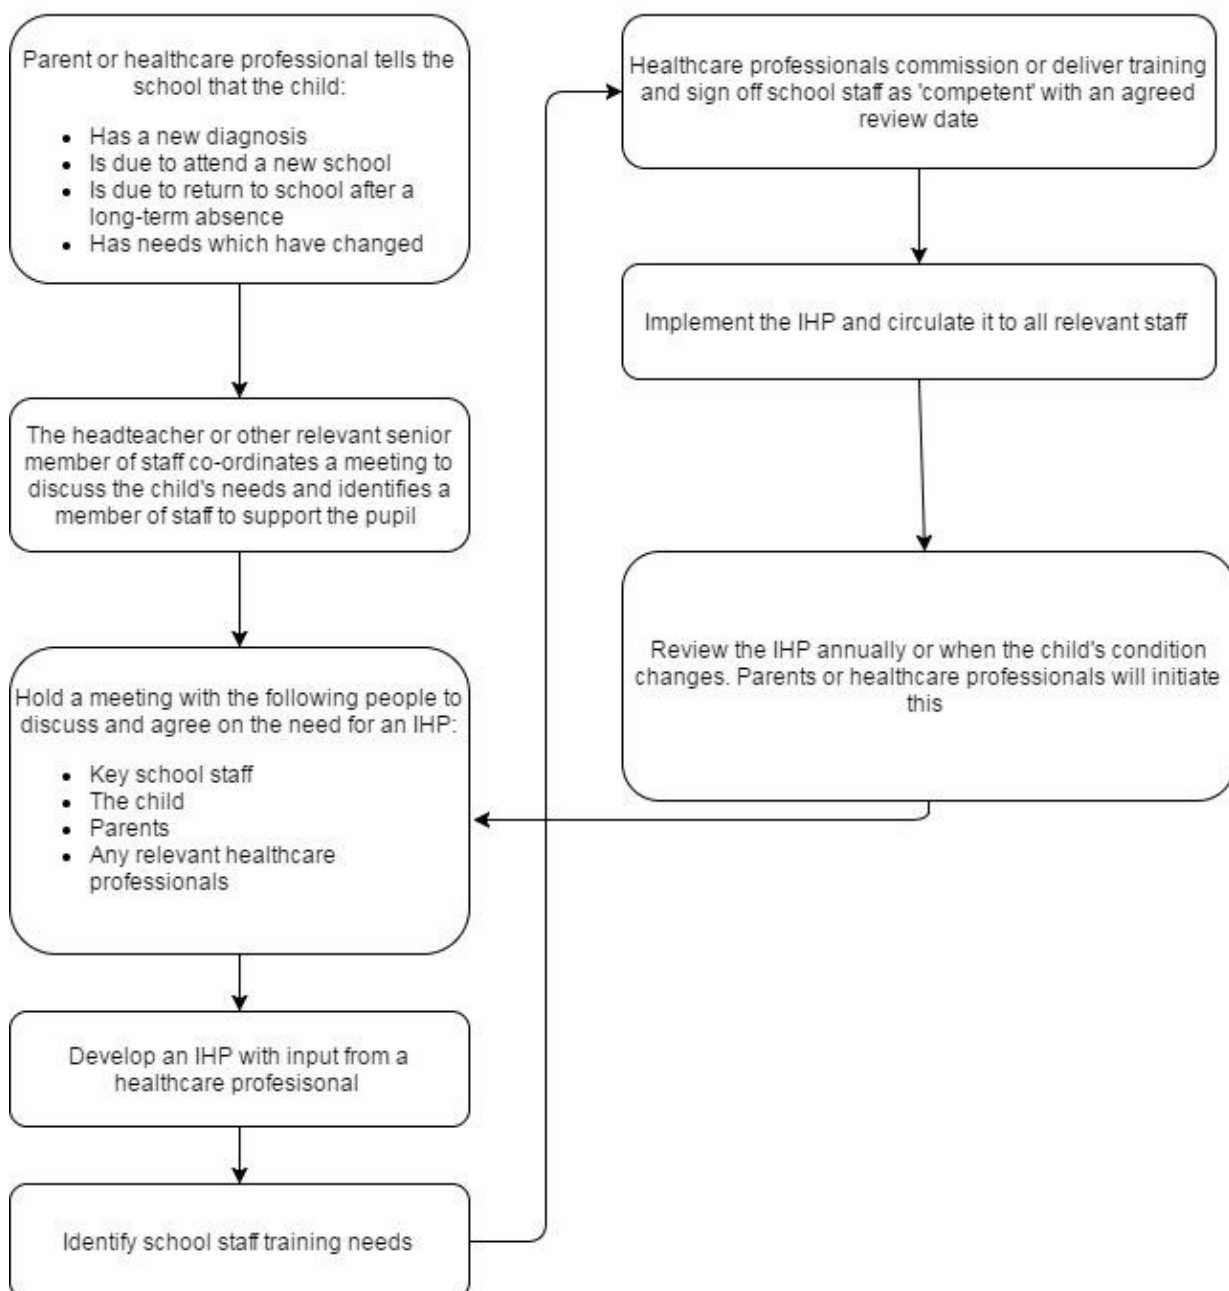 Parent or healthcare professional tells the
school that the child:
• Has a new diagnosis
• Is due to attend a new school
• Is due to return to school after a
long-term absence
• Has needs which have changed
The headteacher or other relevant senior
member of staff co-ordinates a meeting to
discuss the child's needs and identifies a
member of staff to support the pupil
Hold a meeting with the following people to
discuss and agree on the need for an IHP:
• Key school staff
• The child
• Parents
• Any relevant healthcare
professionals
Develop an IHP with input from a
healthcare profesisonal
Identify school staff training needs
Healthcare professionals commission or deliver training
and sign off school staff as 'competent' with an agreed
review date
Implement the IHP and circulate it to all relevant staff
Review the IHP annually or when the child's condition
changes. Parents or healthcare professionals will initiate
this